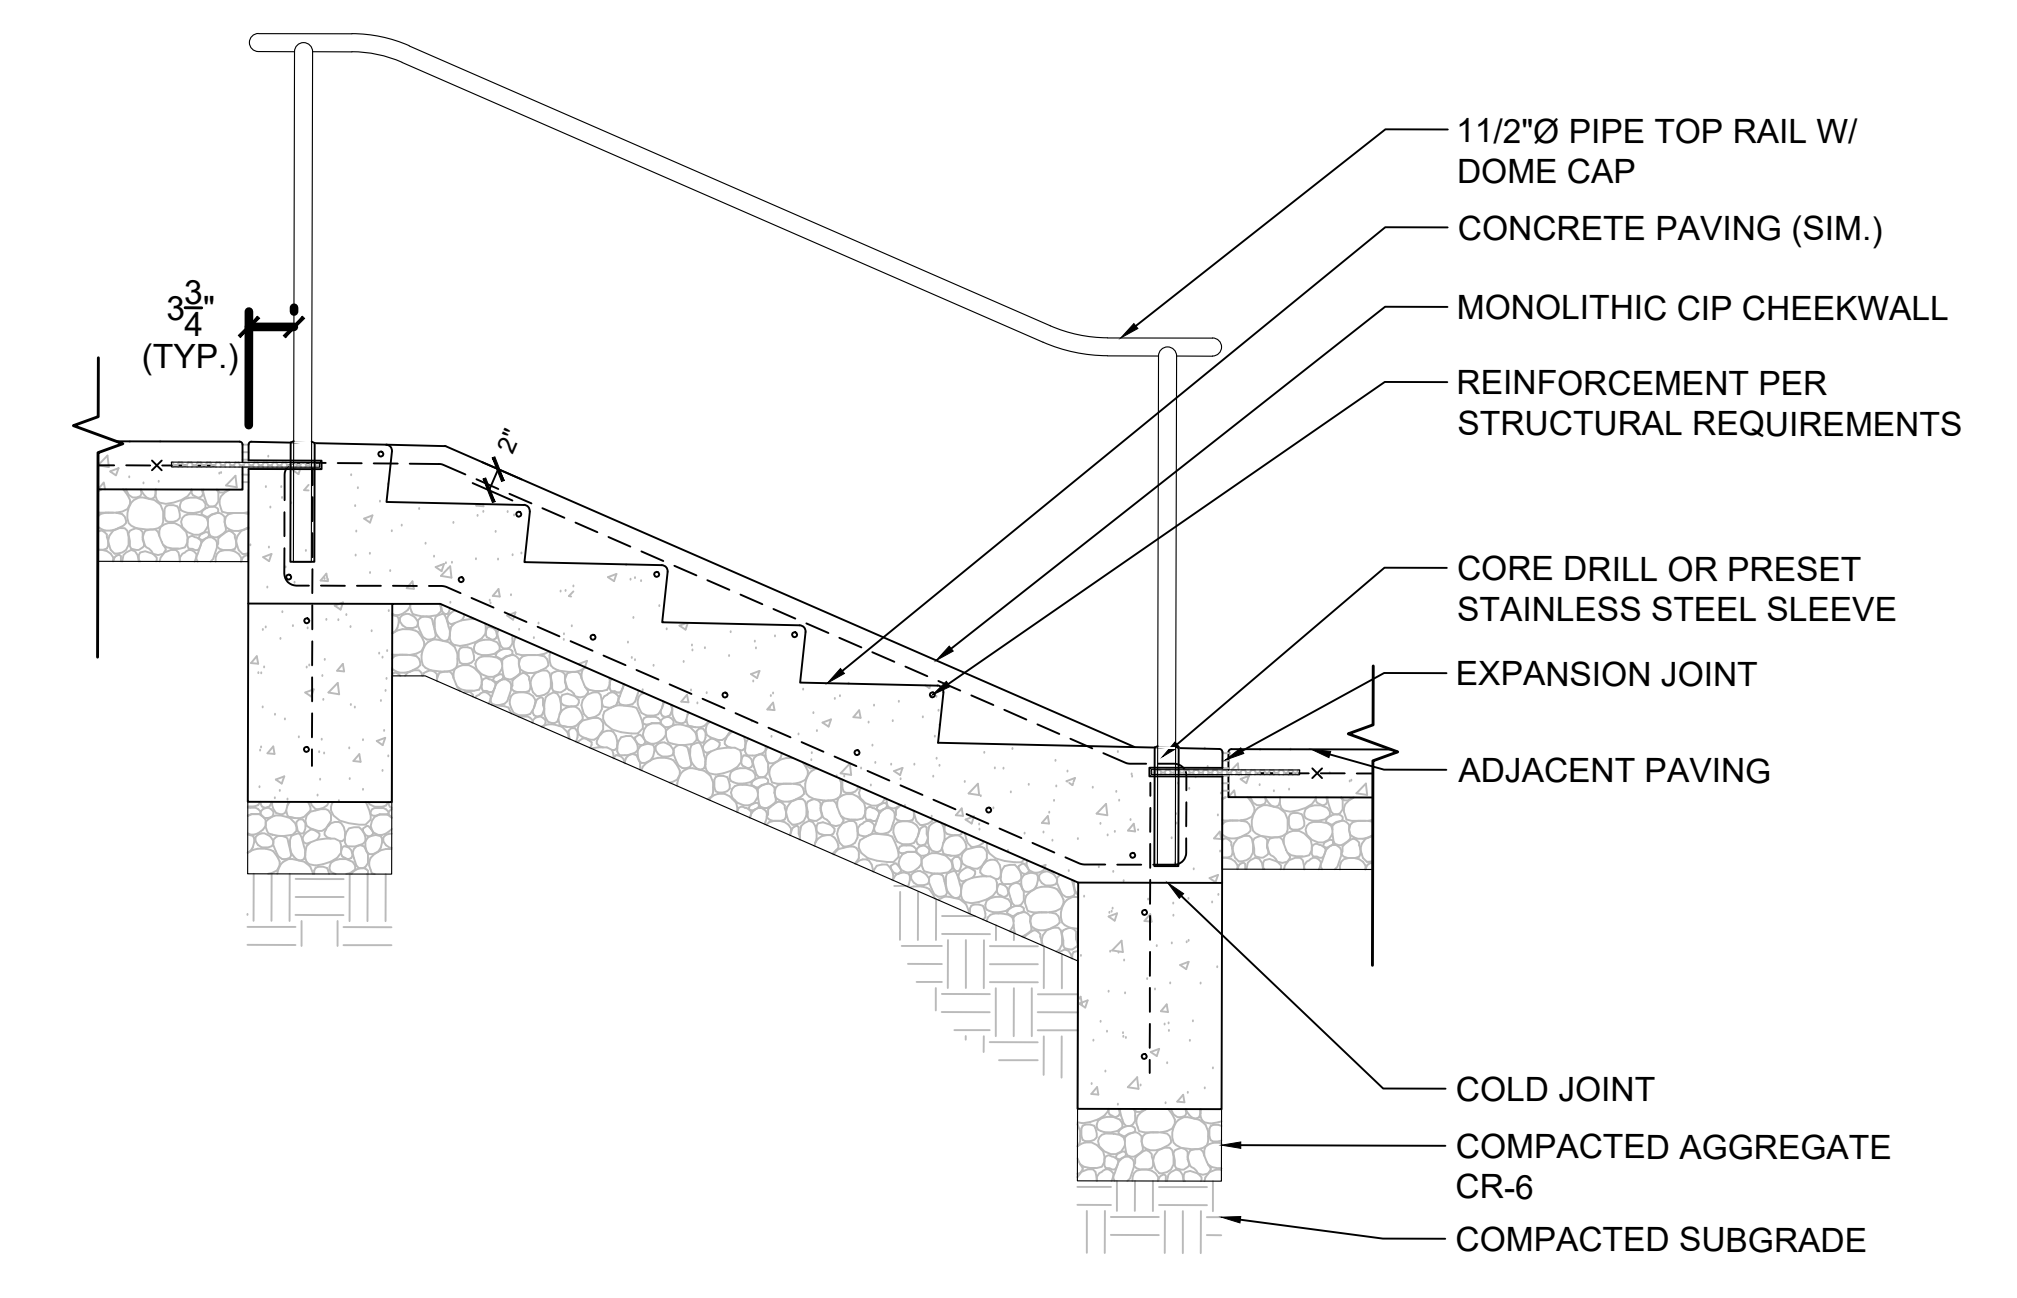 11/2"Ø PIPE TOP RAIL W/
DOME CAP
CONCRETE PAVING (SIM.)
3 3/4"
(TYP.)
MONOLITHIC CIP CHEEKWALL
REINFORCEMENT PER
STRUCTURAL REQUIREMENTS
2"
CORE DRILL OR PRESET
STAINLESS STEEL SLEEVE
EXPANSION JOINT
ADJACENT PAVING
COLD JOINT
COMPACTED AGGREGATE
CR-6
COMPACTED SUBGRADE